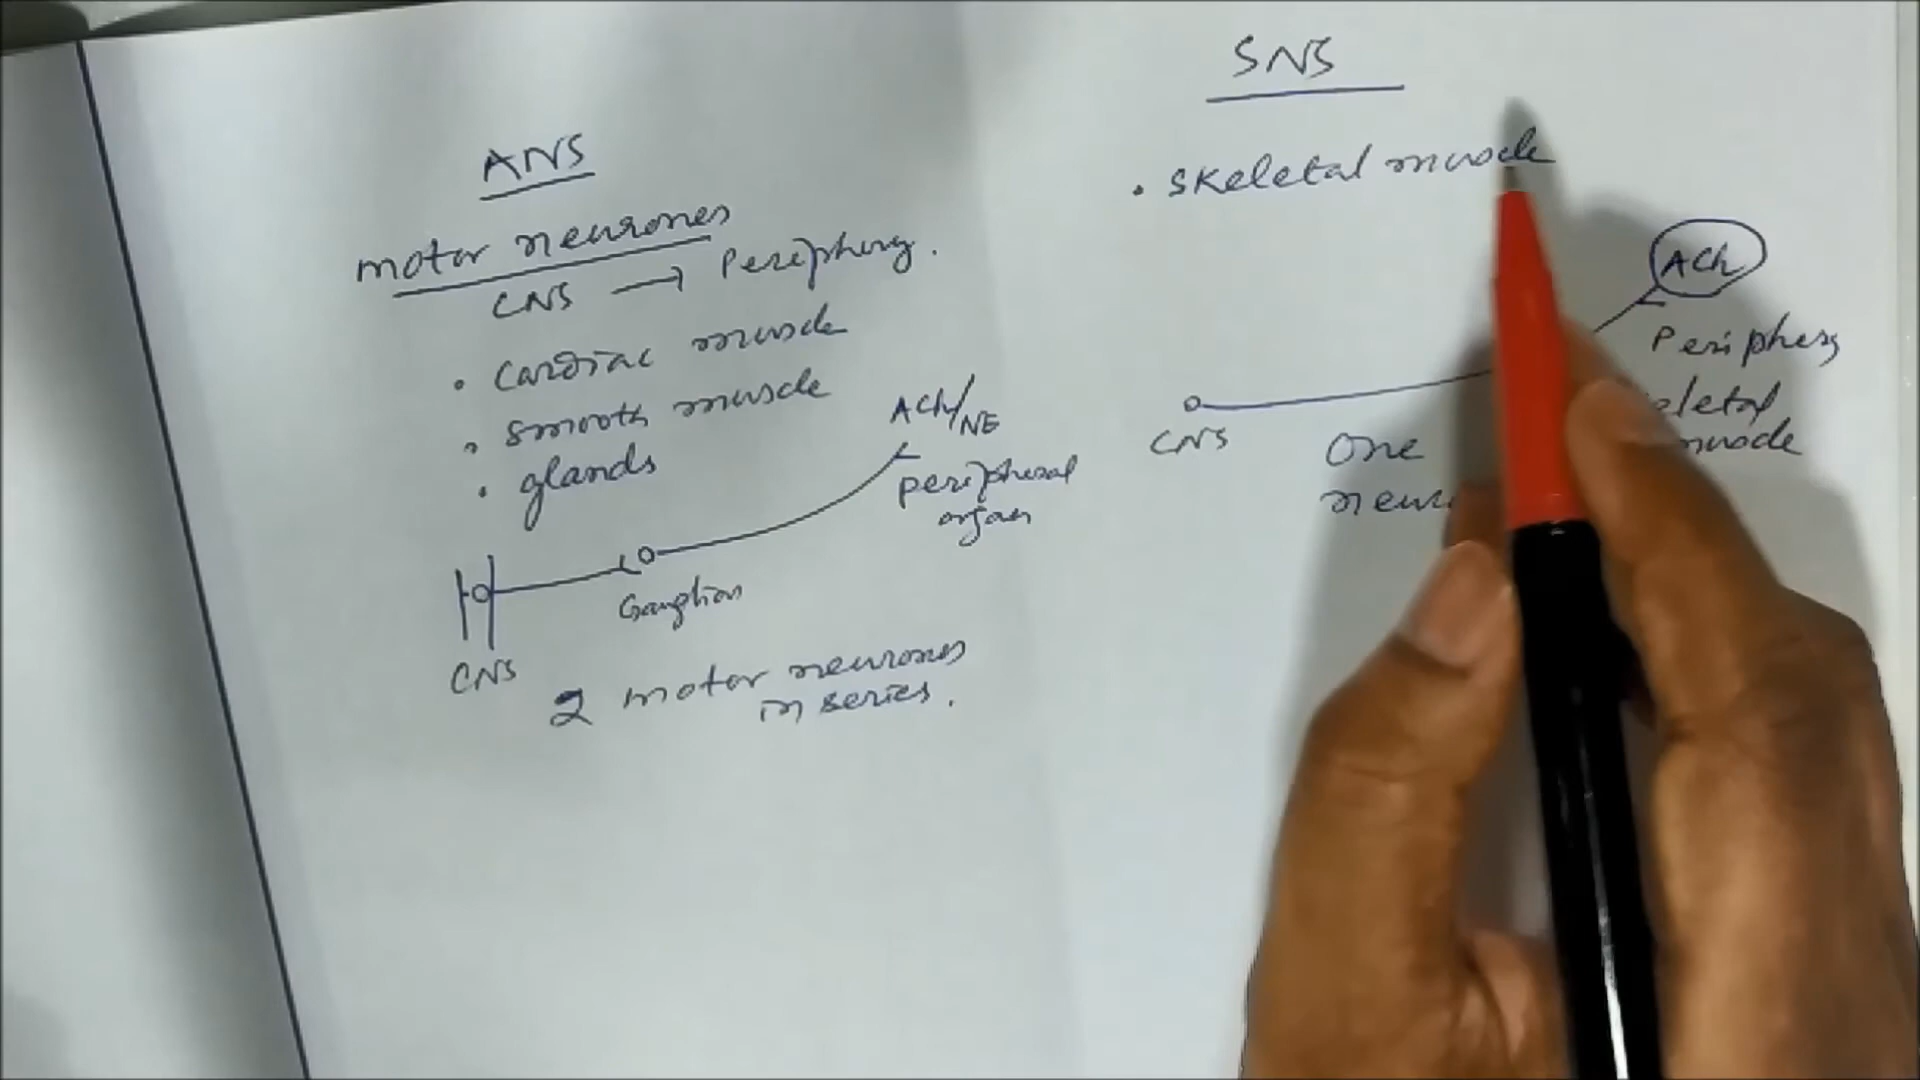 ANS
motor neurones
CNS → Periphery.
• cardiac muscle
• smooth muscle
• glands
ACh/NE
peripheral
organ
Ganglion
CNS
2 motor neurones
in series.
SNS
• skeletal muscle
ACh
Periphery
muscle
CNS
One